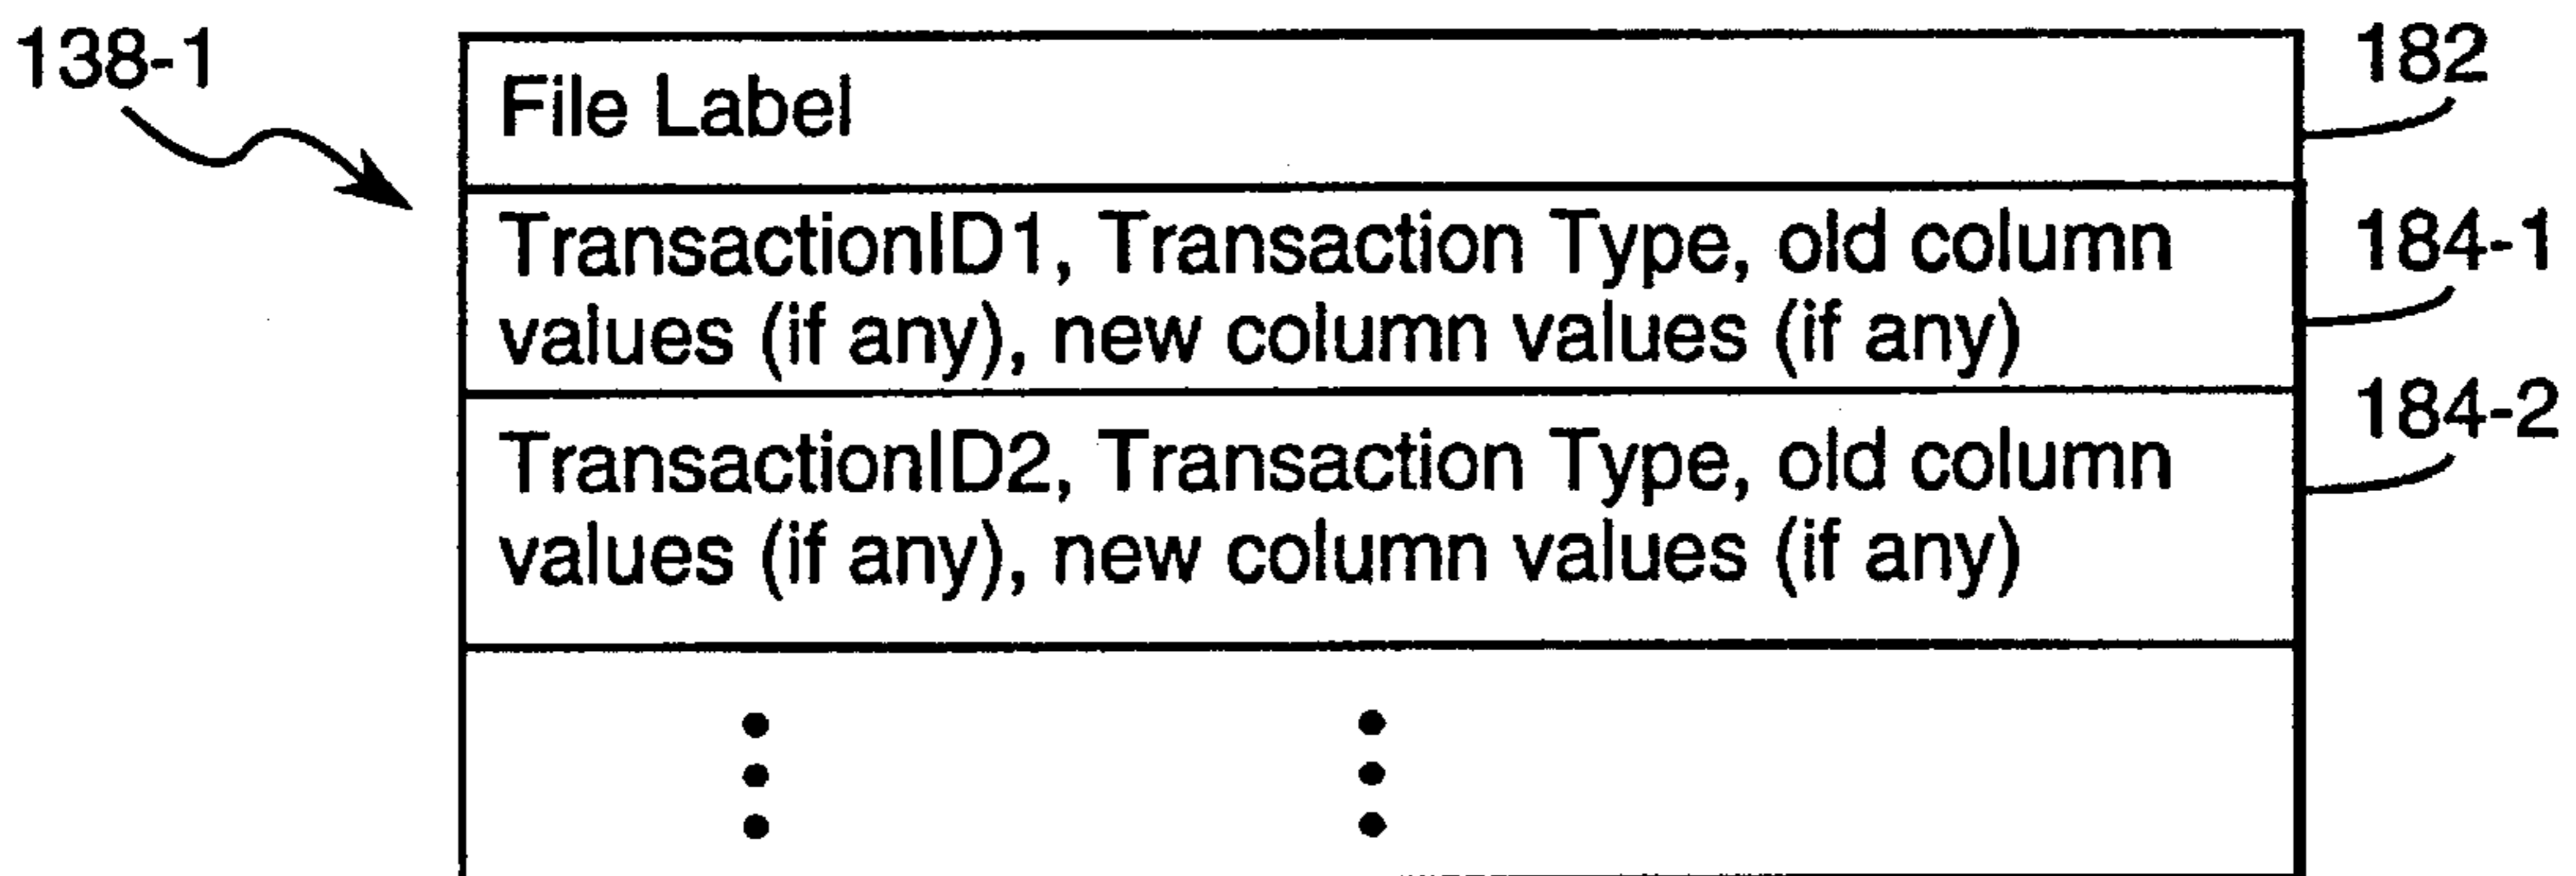 138-1
File Label
182
TransactionID1, Transaction Type, old column
values (if any), new column values (if any)
184-1
TransactionID2, Transaction Type, old column
values (if any), new column values (if any)
184-2